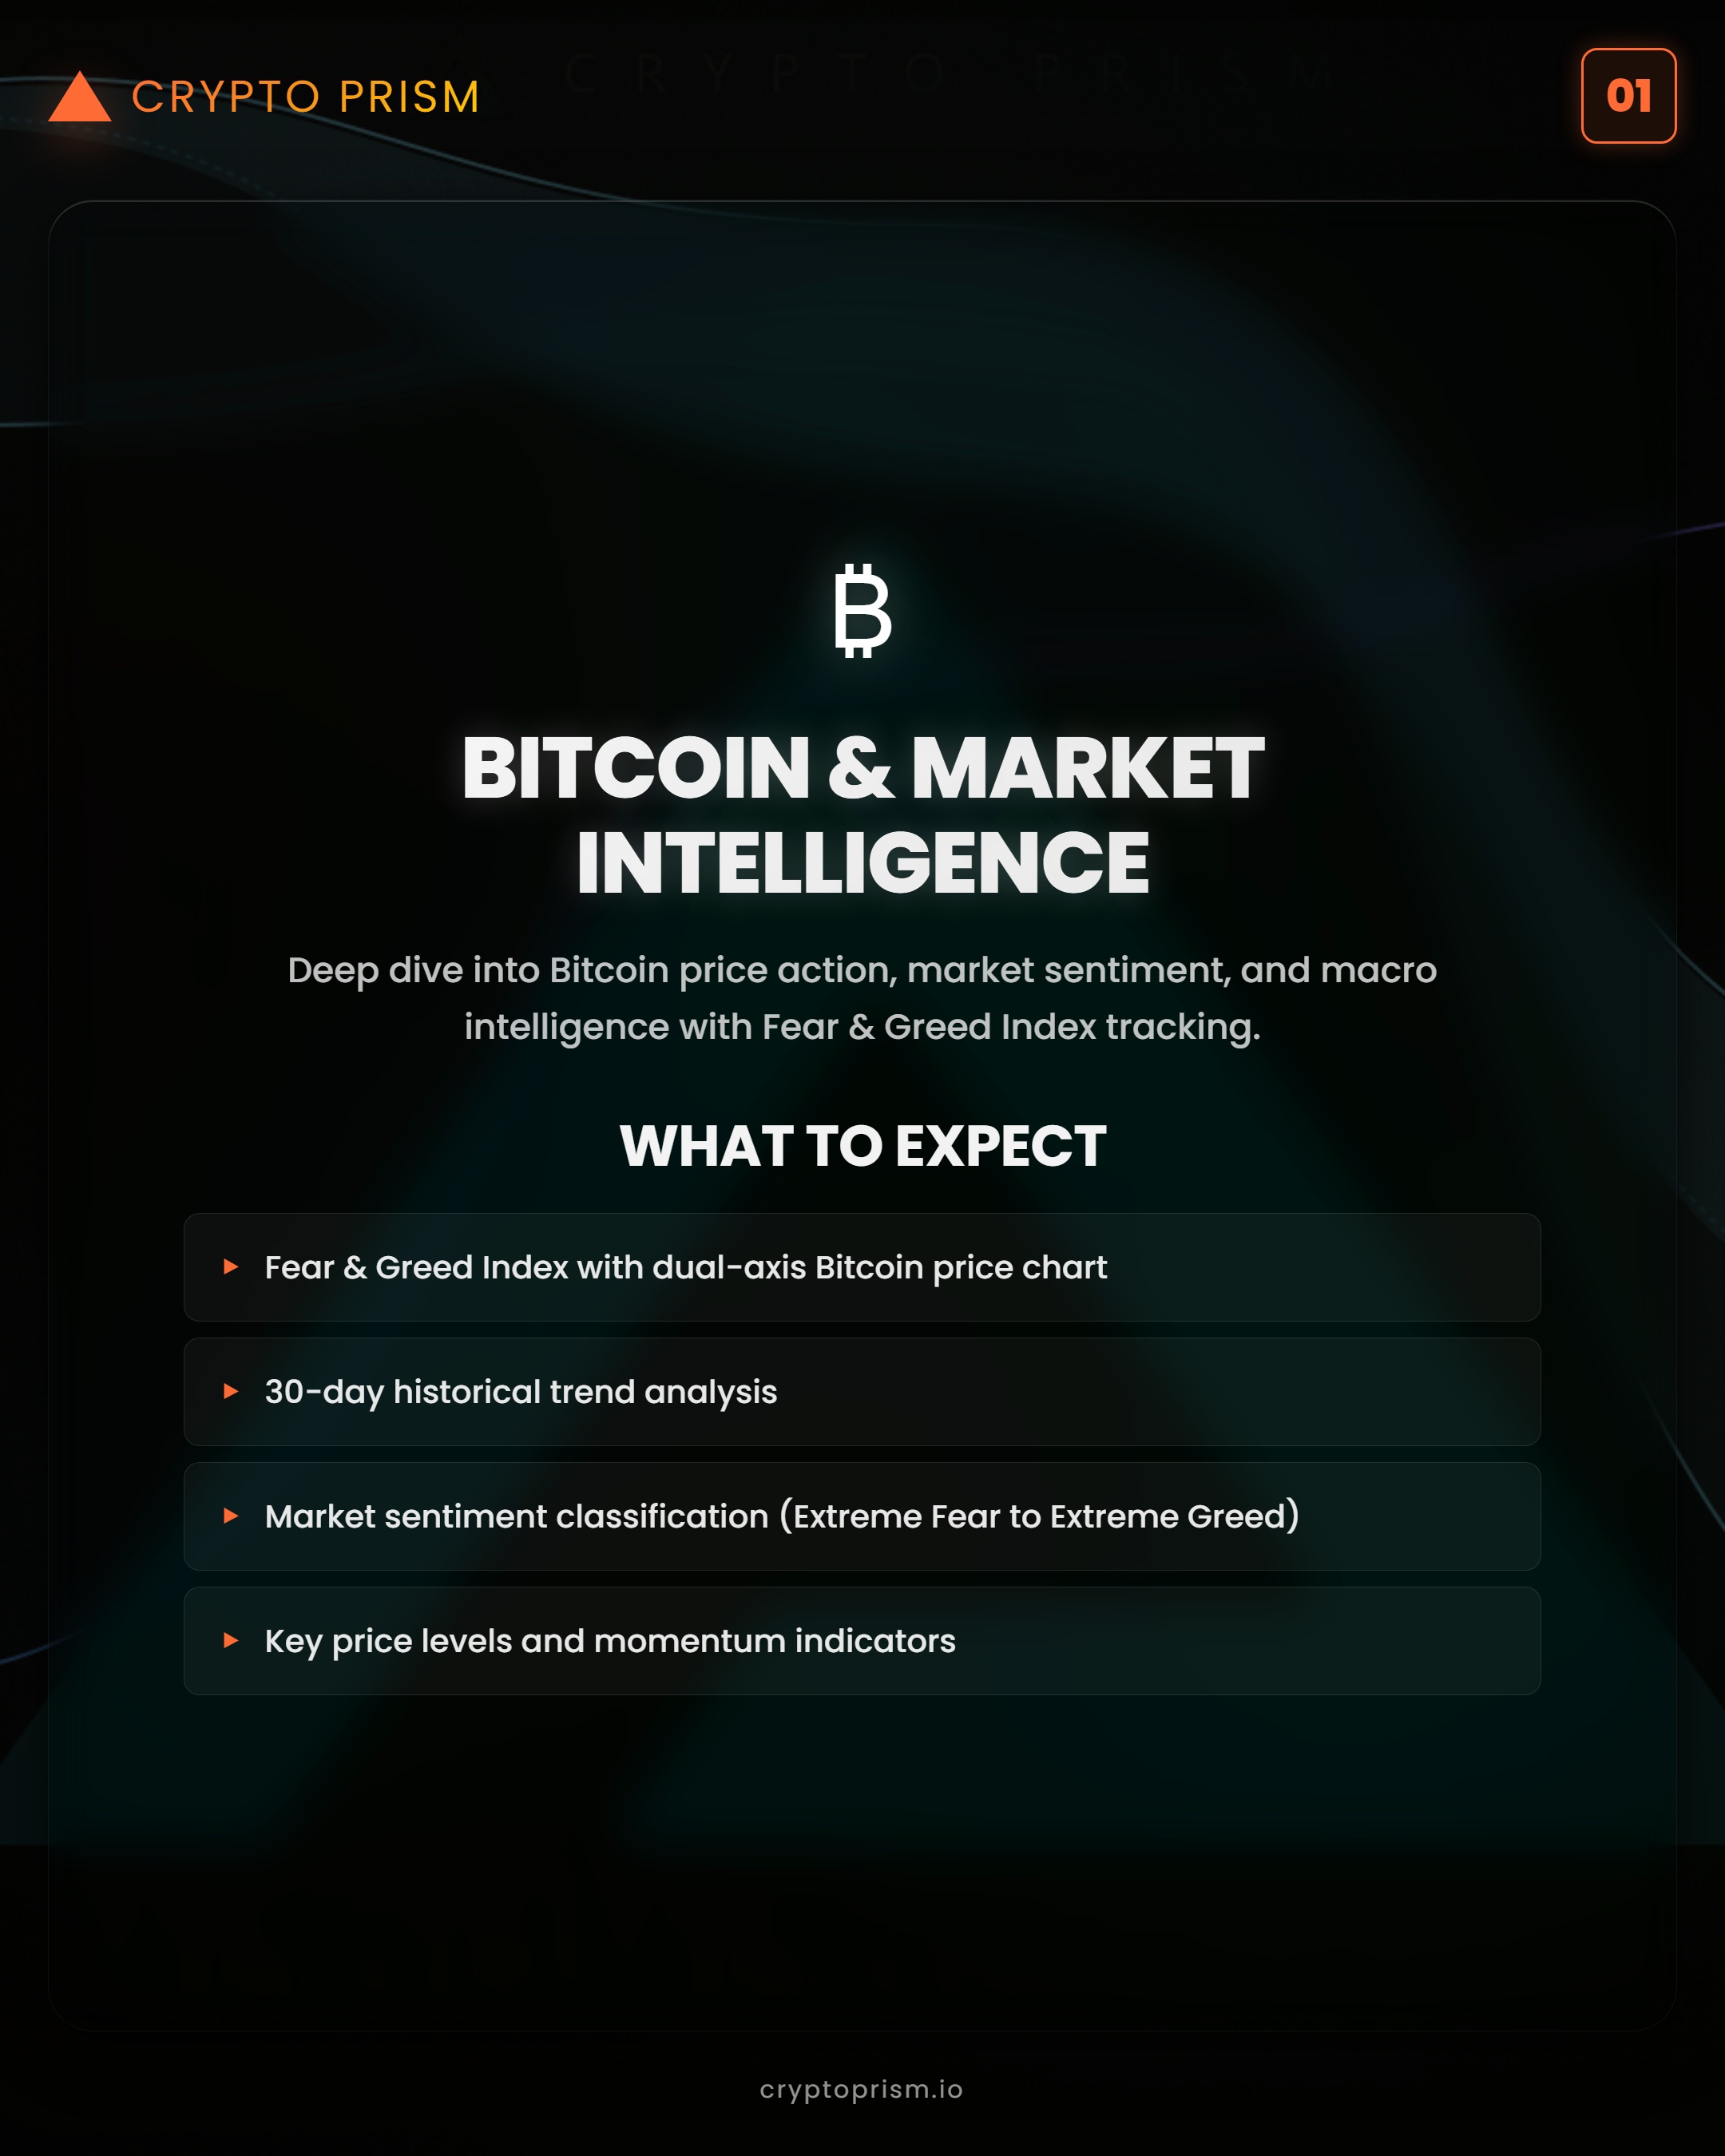 CRYPTO PRISM
CRYPTO PRISM
01
₿
BITCOIN & MARKET
INTELLIGENCE
Deep dive into Bitcoin price action, market sentiment, and macro
intelligence with Fear & Greed Index tracking.
WHAT TO EXPECT
Fear & Greed Index with dual-axis Bitcoin price chart
30-day historical trend analysis
Market sentiment classification (Extreme Fear to Extreme Greed)
Key price levels and momentum indicators
cryptoprism.io